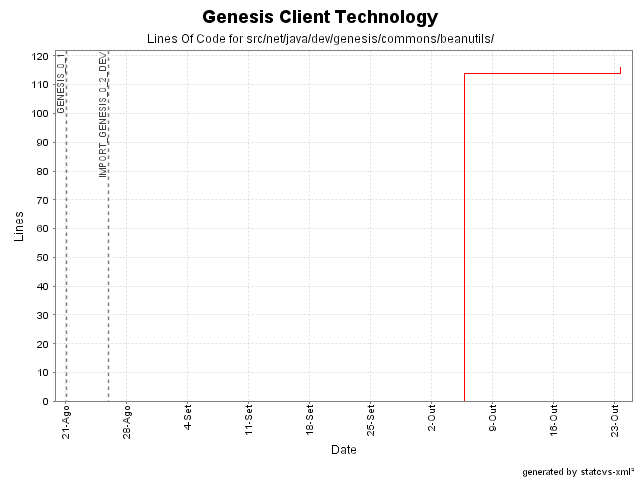 Genesis Client Technology
Lines Of Code for src/net/java/dev/genesis/commons/beanutils/
GENESIS_0_1
IMPORT_GENESIS_0_2_DEV
Lines
120
110
100
90
80
70
60
50
40
30
20
10
0
21-Ago
28-Ago
4-Set
11-Set
18-Set
25-Set
2-Out
9-Out
16-Out
23-Out
Date
generated by statcvs-xml²